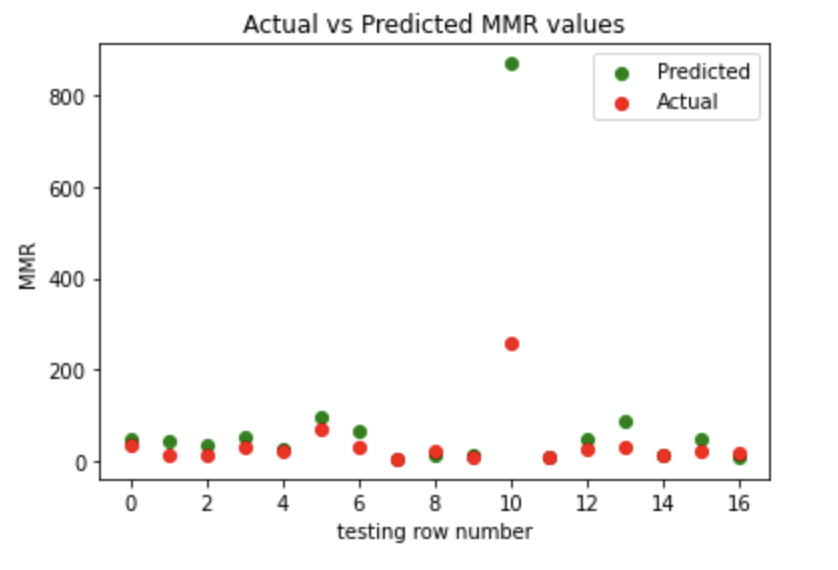 Actual vs Predicted MMR values
Predicted
Actual
800
600
400
200
0
MMR
0 2 4 6 8 10 12 14 16
testing row number